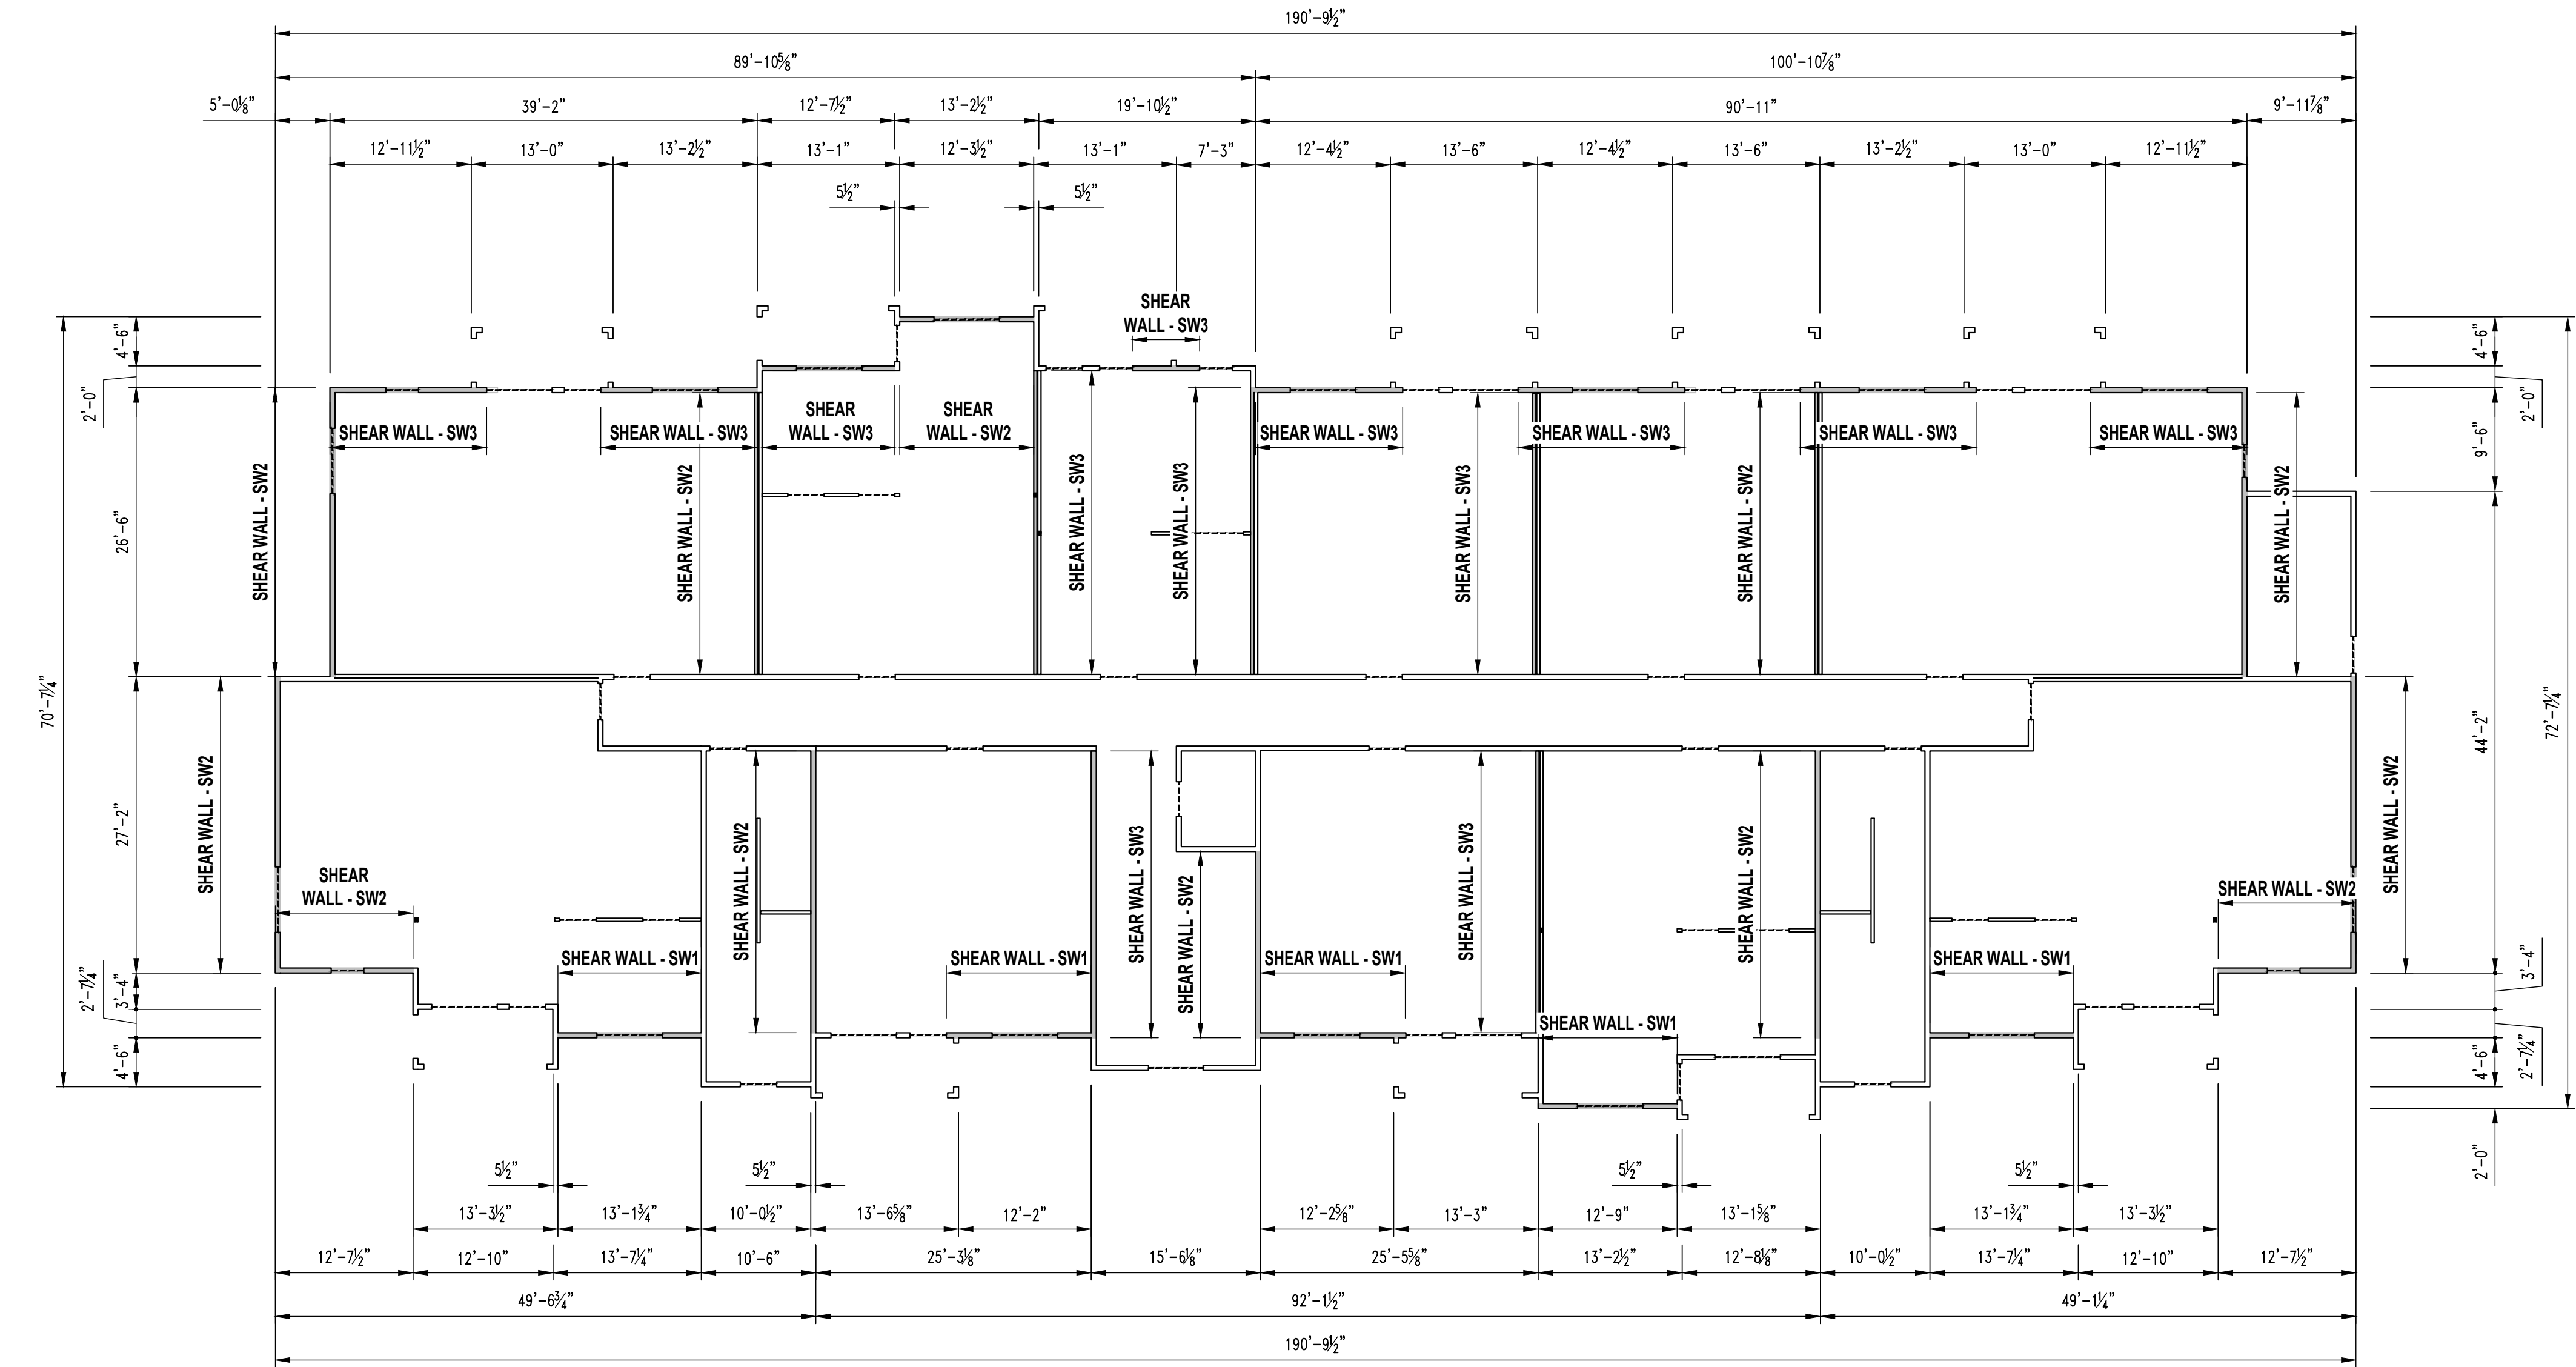 190'-9½"
89'-10⅝"
100'-10⅞"
5'-0⅛"
39'-2"
12'-7½"
13'-2½"
19'-10½"
90'-11"
9'-11⅞"
12'-11½"
13'-0"
13'-2½"
13'-1"
12'-3½"
13'-1"
7'-3"
12'-4½"
13'-6"
12'-4½"
13'-6"
13'-2½"
13'-0"
12'-11½"
5½"
5½"
SHEAR
WALL - SW3
4'-6"
2'-0"
26'-6"
70'-7¼"
27'-2"
2'-7¼"
3'-4"
4'-6"
4'-6"
2'-0"
9'-6"
44'-2"
72'-7¼"
3'-4"
4'-6"
2'-7¼"
2'-0"
SHEAR WALL - SW3
SHEAR WALL - SW3
SHEAR
WALL - SW3
SHEAR
WALL - SW2
SHEAR WALL - SW3
SHEAR WALL - SW3
SHEAR WALL - SW3
SHEAR WALL - SW3
SHEAR WALL - SW2
SHEAR WALL - SW2
SHEAR WALL - SW3
SHEAR WALL - SW3
SHEAR WALL - SW3
SHEAR WALL - SW2
SHEAR WALL - SW2
SHEAR WALL - SW2
SHEAR WALL - SW2
SHEAR WALL - SW3
SHEAR WALL - SW2
SHEAR WALL - SW3
SHEAR WALL - SW2
SHEAR WALL - SW2
SHEAR
WALL - SW2
SHEAR WALL - SW2
SHEAR WALL - SW1
SHEAR WALL - SW1
SHEAR WALL - SW1
SHEAR WALL - SW1
SHEAR WALL - SW1
5½"
5½"
5½"
5½"
13'-3½"
13'-1¾"
10'-0½"
13'-6⅝"
12'-2"
12'-2⅝"
13'-3"
12'-9"
13'-1⅝"
13'-1¾"
13'-3½"
12'-7½"
12'-10"
13'-7¼"
10'-6"
25'-3⅛"
15'-6⅛"
25'-5⅝"
13'-2½"
12'-8⅛"
10'-0½"
13'-7¼"
12'-10"
12'-7½"
49'-6¾"
92'-1½"
49'-1¼"
190'-9½"